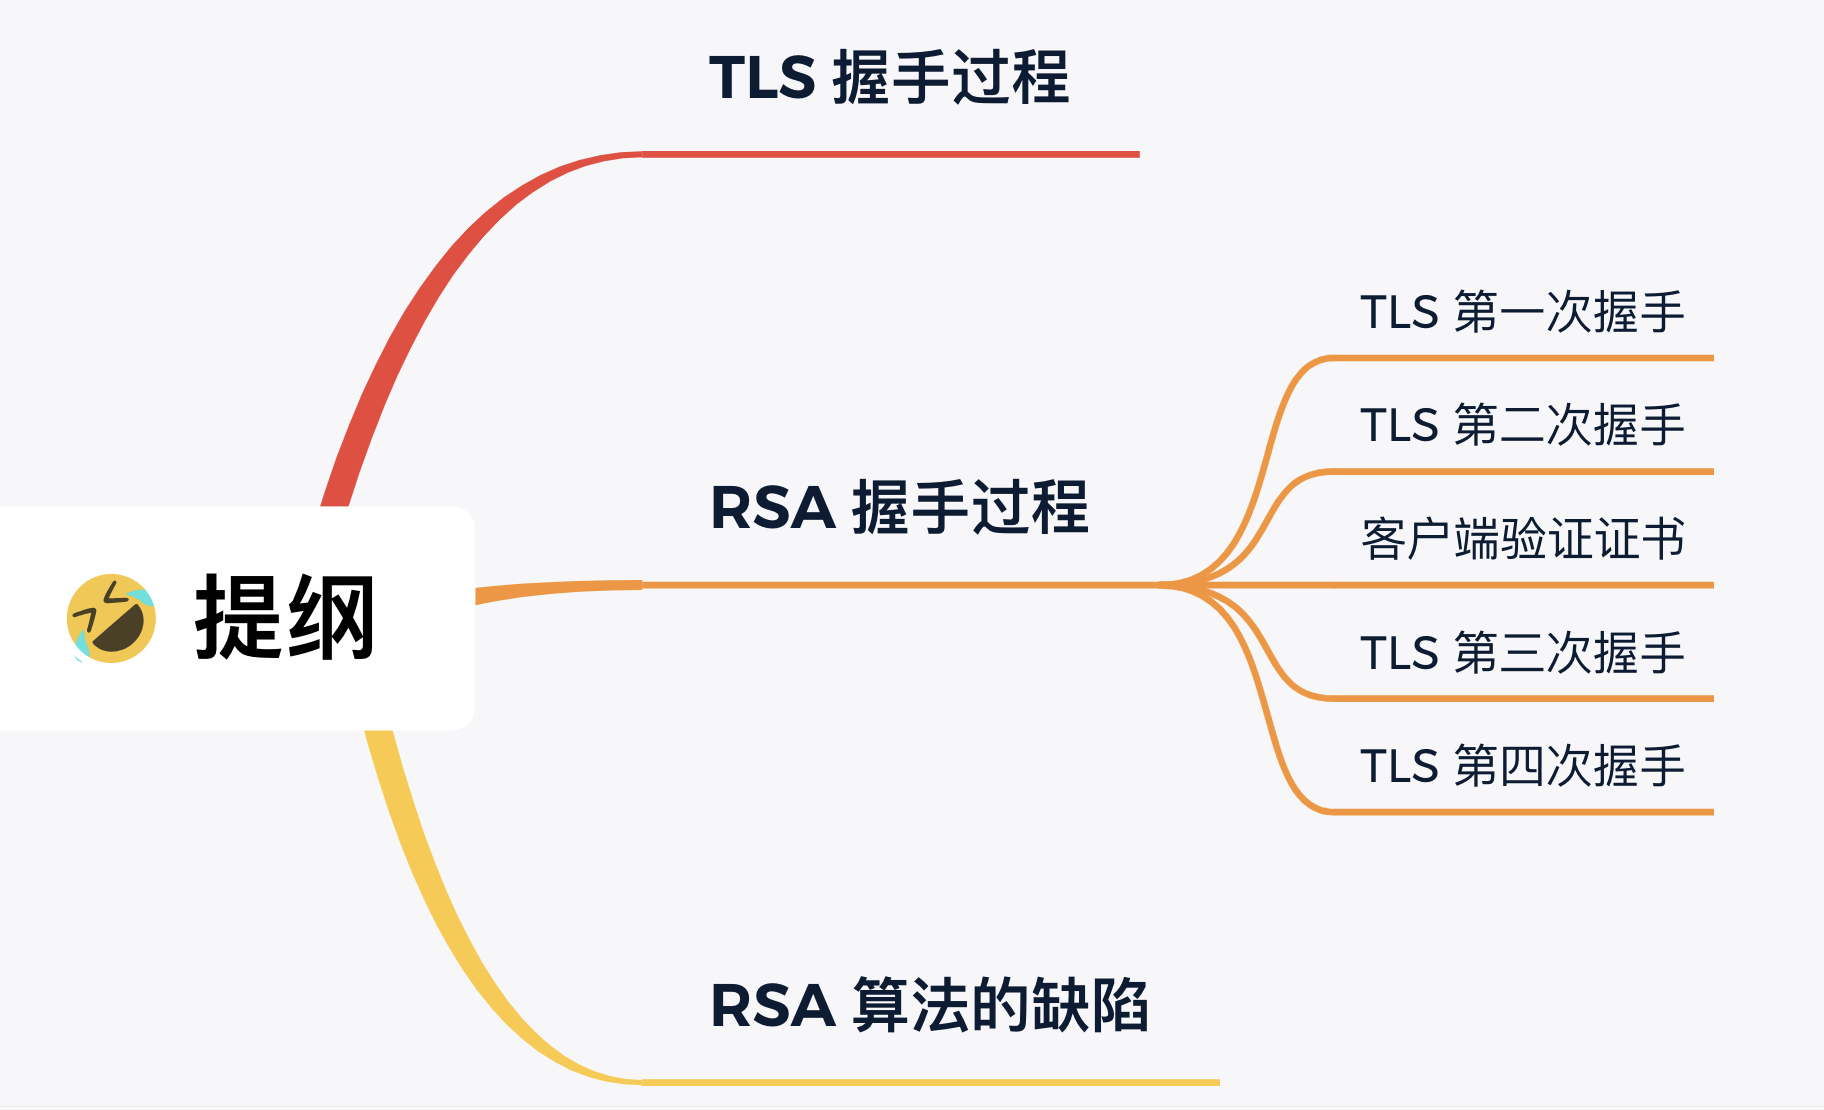 提纲
TLS 握手过程
RSA 握手过程
TLS 第一次握手
TLS 第二次握手
客户端验证证书
TLS 第三次握手
TLS 第四次握手
RSA 算法的缺陷